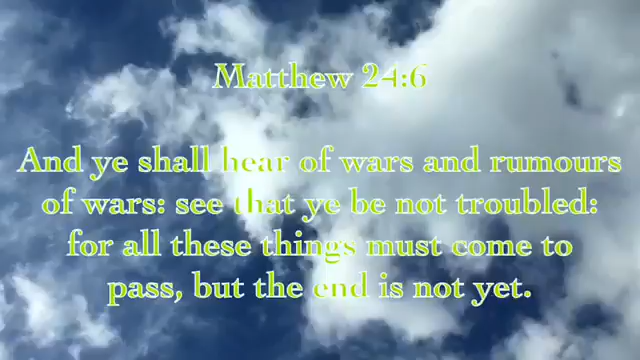 Matthew 24:6
And ye shall hear of wars and rumours
of wars: see that ye be not troubled:
for all these things must come to
pass, but the end is not yet.